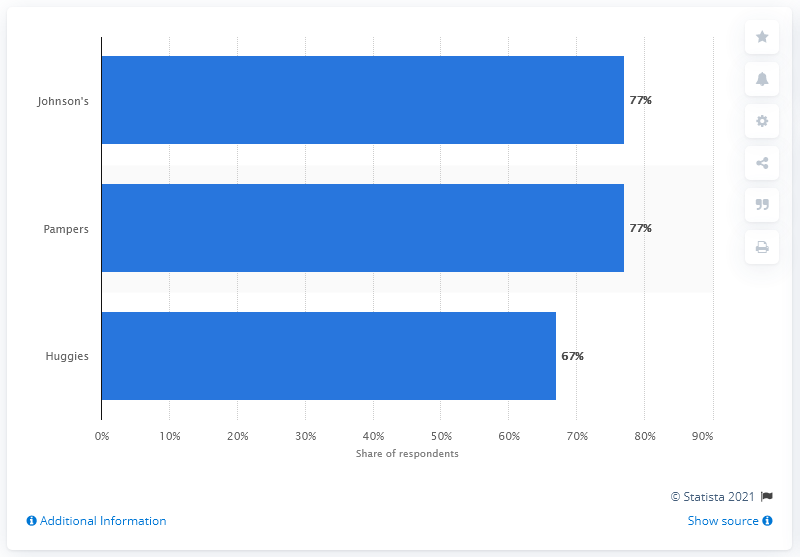 Johnson's 77%
Pampers 77%
Huggies 67%
0% 10% 20% 30% 40% 50% 60% 70% 80% 90%
Share of respondents
© Statista 2021
Additional Information Show source